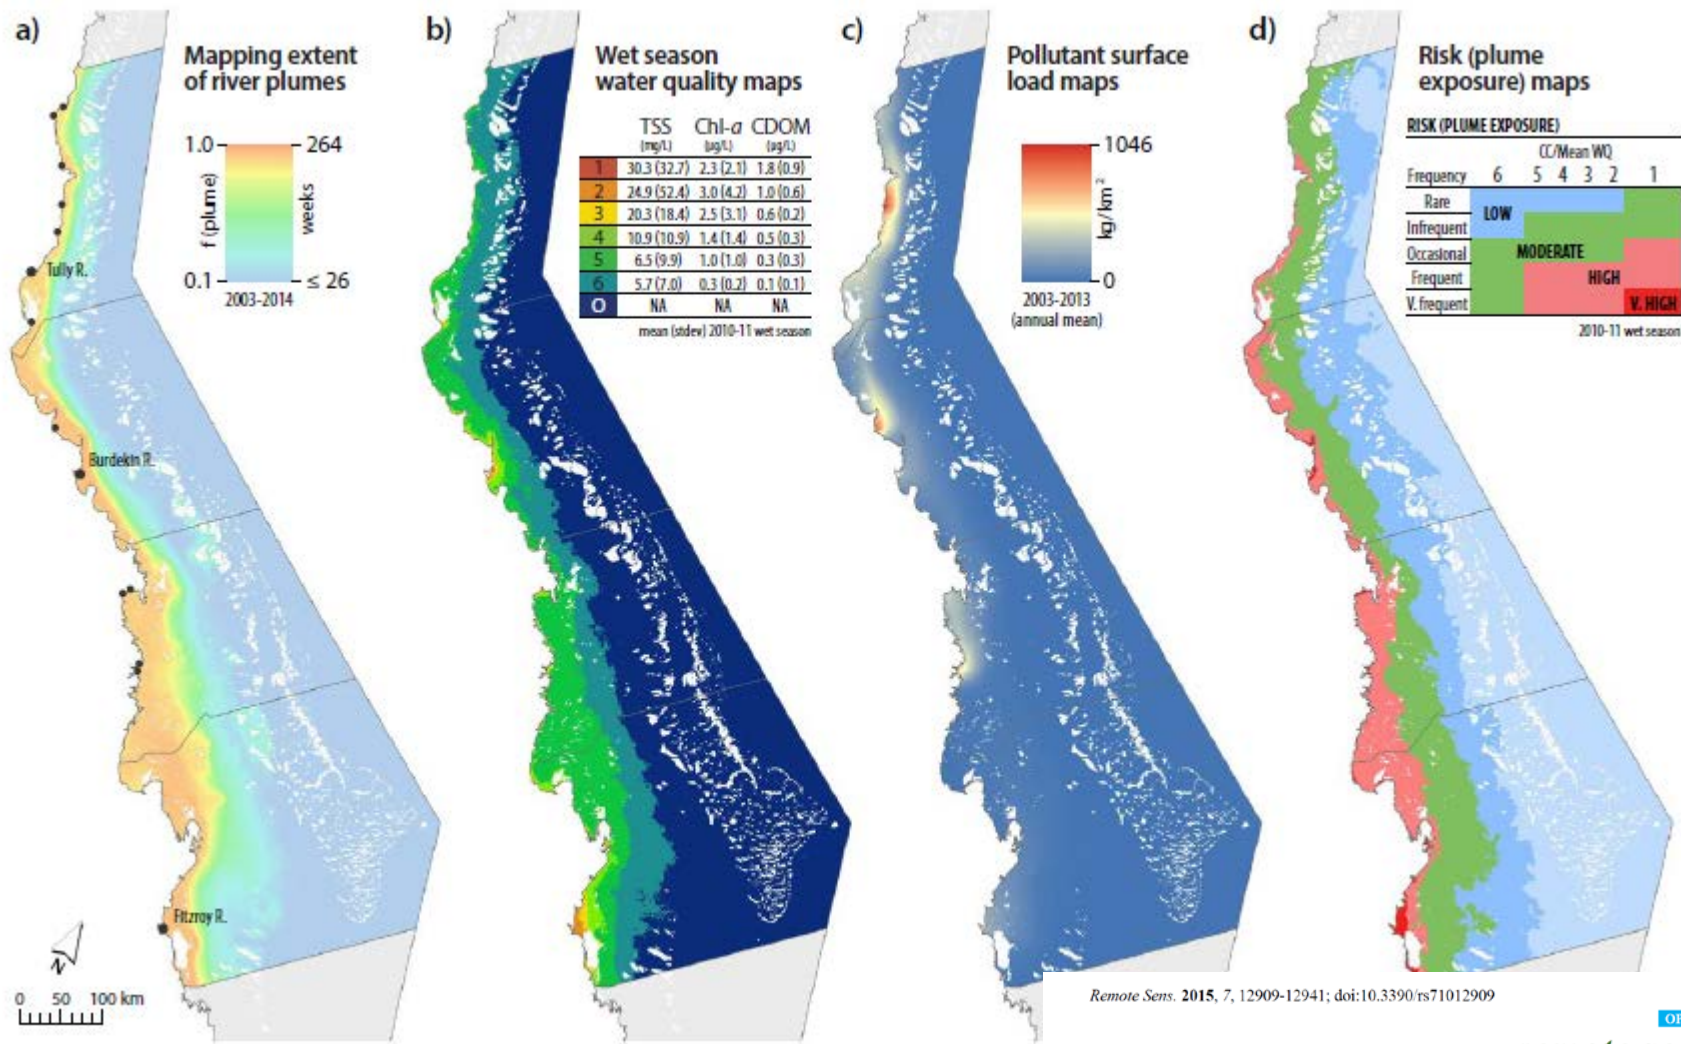 a)
Mapping extent
of river plumes
1.0 264
f (plume) weeks
0.1 ≤ 26
2003-2014
Tully R.
Burdekin R.
Fitzroy R.
N
0 50 100 km
b)
Wet season
water quality maps
TSS Chl-a CDOM
(mg/L) (µg/L) (µg/L)
1 30.3 (32.7) 2.3 (2.1) 1.8 (0.9)
2 24.9 (52.4) 3.0 (4.2) 1.0 (0.6)
3 20.3 (18.4) 2.5 (3.1) 0.6 (0.2)
4 10.9 (10.9) 1.4 (1.4) 0.5 (0.3)
5 6.5 (9.9) 1.0 (1.0) 0.3 (0.3)
6 5.7 (7.0) 0.3 (0.2) 0.1 (0.1)
O NA NA NA
mean (stdev) 2010-11 wet season
c)
Pollutant surface
load maps
1046
kg/km²
0
2003-2013
(annual mean)
d)
Risk (plume
exposure) maps
RISK (PLUME EXPOSURE)
CC/Mean WQ
Frequency 6 5 4 3 2 1
Rare
LOW
Infrequent
Occasional MODERATE
Frequent HIGH
V. frequent V. HIGH
2010-11 wet season
Remote Sens. 2015, 7, 12909-12941; doi:10.3390/rs71012909